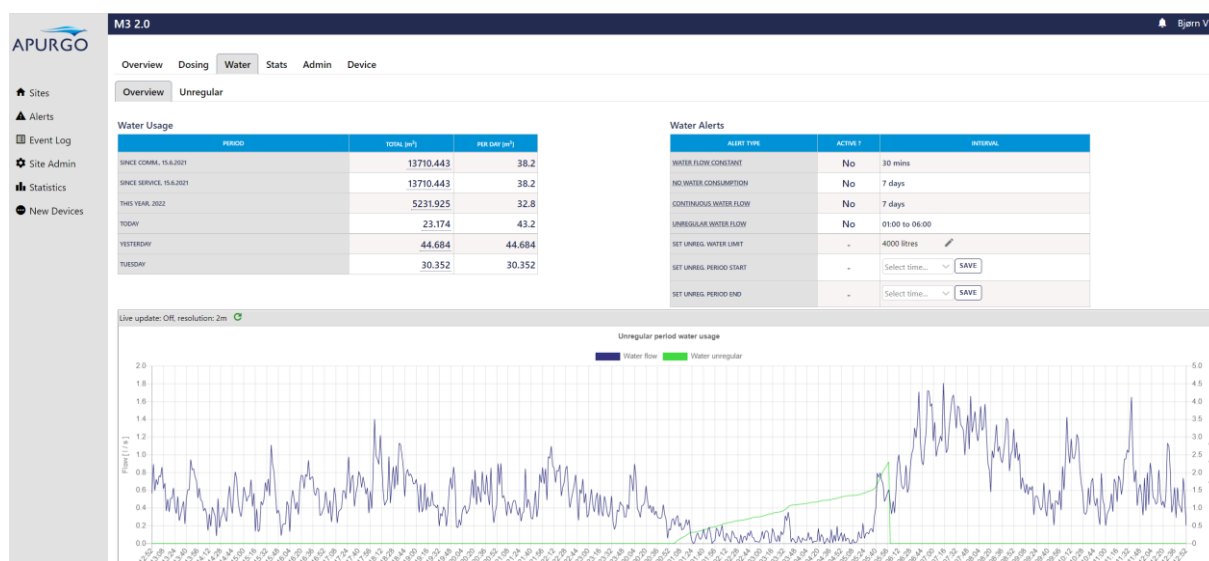 M3 2.0
Bjørn V
APURGO
Overview Dosing Water Stats Admin Device
Overview Unregular
Sites
Alerts
Event Log
Site Admin
Statistics
New Devices
Water Usage
PERIOD TOTAL [m³] PER DAY [m³]
SINCE COMM., 15.6.2021 13710.443 38.2
SINCE SERVICE, 15.6.2021 13710.443 38.2
THIS YEAR, 2022 5231.925 32.8
TODAY 23.174 43.2
YESTERDAY 44.684 44.684
TUESDAY 30.352 30.352
Water Alerts
ALERT TYPE ACTIVE ? INTERVAL
WATER FLOW CONSTANT No 30 mins
NO WATER CONSUMPTION No 7 days
CONTINUOUS WATER FLOW No 7 days
UNREGULAR WATER FLOW No 01:00 to 06:00
SET UNREG. WATER LIMIT - 4000 litres
SET UNREG. PERIOD START - Select time... SAVE
SET UNREG. PERIOD END - Select time... SAVE
Live update: Off, resolution: 2m
Unregular period water usage
Water flow Water unregular
Flow [l / s]
2.0
1.8
1.6
1.4
1.2
1.0
0.8
0.6
0.4
0.2
0.0
5.0
4.5
4.0
3.5
3.0
2.5
2.0
1.5
1.0
0.5
0